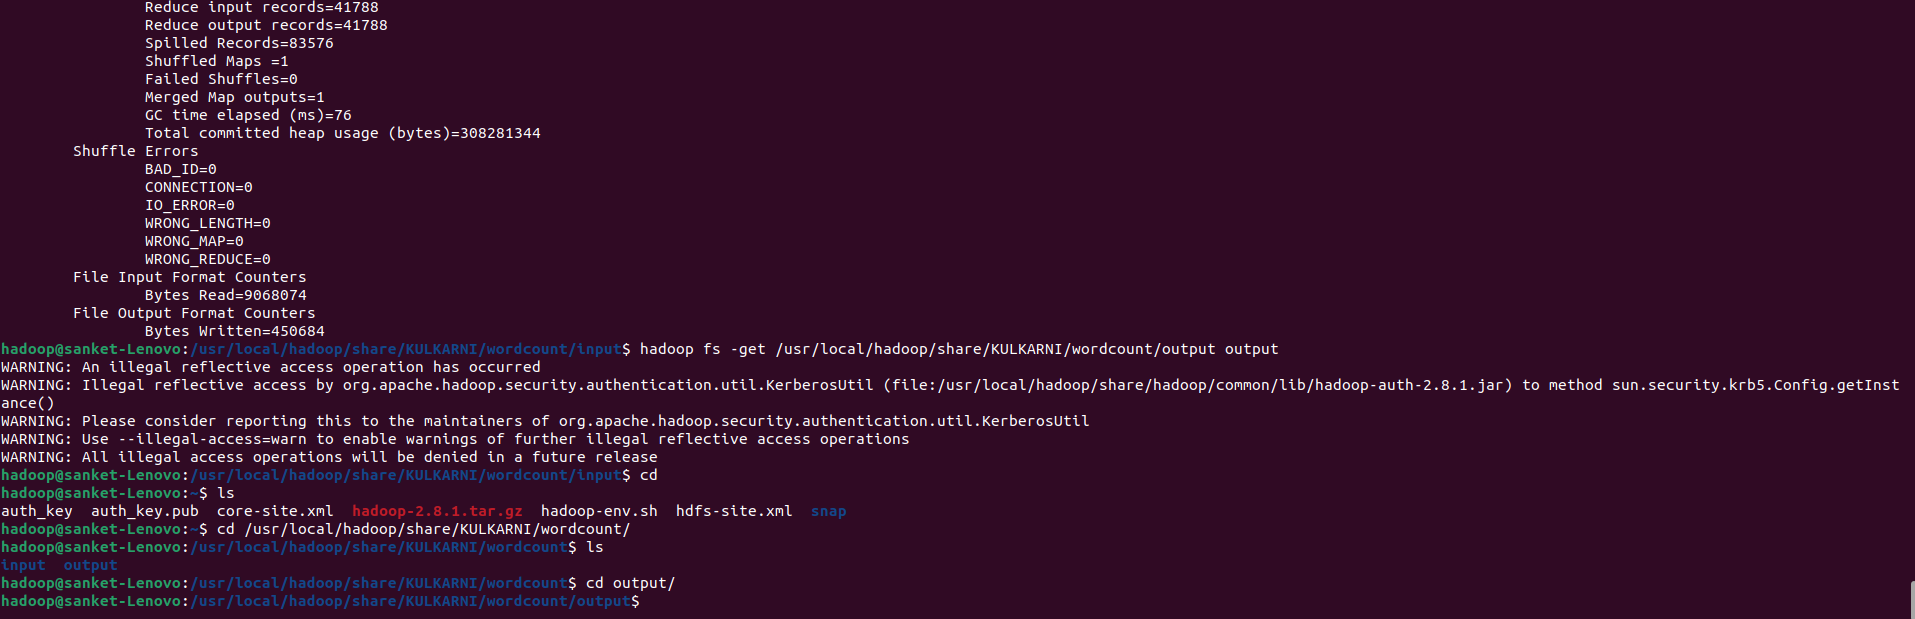 Reduce input records=41788
Reduce output records=41788
Spilled Records=83576
Shuffled Maps =1
Failed Shuffles=0
Merged Map outputs=1
GC time elapsed (ms)=76
Total committed heap usage (bytes)=308281344
Shuffle Errors
BAD_ID=0
CONNECTION=0
IO_ERROR=0
WRONG_LENGTH=0
WRONG_MAP=0
WRONG_REDUCE=0
File Input Format Counters
Bytes Read=9068074
File Output Format Counters
Bytes Written=450684
hadoop@sanket-Lenovo:/usr/local/hadoop/share/KULKARNI/wordcount/input$ hadoop fs -get /usr/local/hadoop/share/KULKARNI/wordcount/output output
WARNING: An illegal reflective access operation has occurred
WARNING: Illegal reflective access by org.apache.hadoop.security.authentication.util.KerberosUtil (file:/usr/local/hadoop/share/hadoop/common/lib/hadoop-auth-2.8.1.jar) to method sun.security.krb5.Config.getInst
ance()
WARNING: Please consider reporting this to the maintainers of org.apache.hadoop.security.authentication.util.KerberosUtil
WARNING: Use --illegal-access=warn to enable warnings of further illegal reflective access operations
WARNING: All illegal access operations will be denied in a future release
hadoop@sanket-Lenovo:/usr/local/hadoop/share/KULKARNI/wordcount/input$ cd
hadoop@sanket-Lenovo:~$ ls
auth_key  auth_key.pub  core-site.xml  hadoop-2.8.1.tar.gz  hadoop-env.sh  hdfs-site.xml  snap
hadoop@sanket-Lenovo:~$ cd /usr/local/hadoop/share/KULKARNI/wordcount/
hadoop@sanket-Lenovo:/usr/local/hadoop/share/KULKARNI/wordcount$ ls
input  output
hadoop@sanket-Lenovo:/usr/local/hadoop/share/KULKARNI/wordcount$ cd output/
hadoop@sanket-Lenovo:/usr/local/hadoop/share/KULKARNI/wordcount/output$